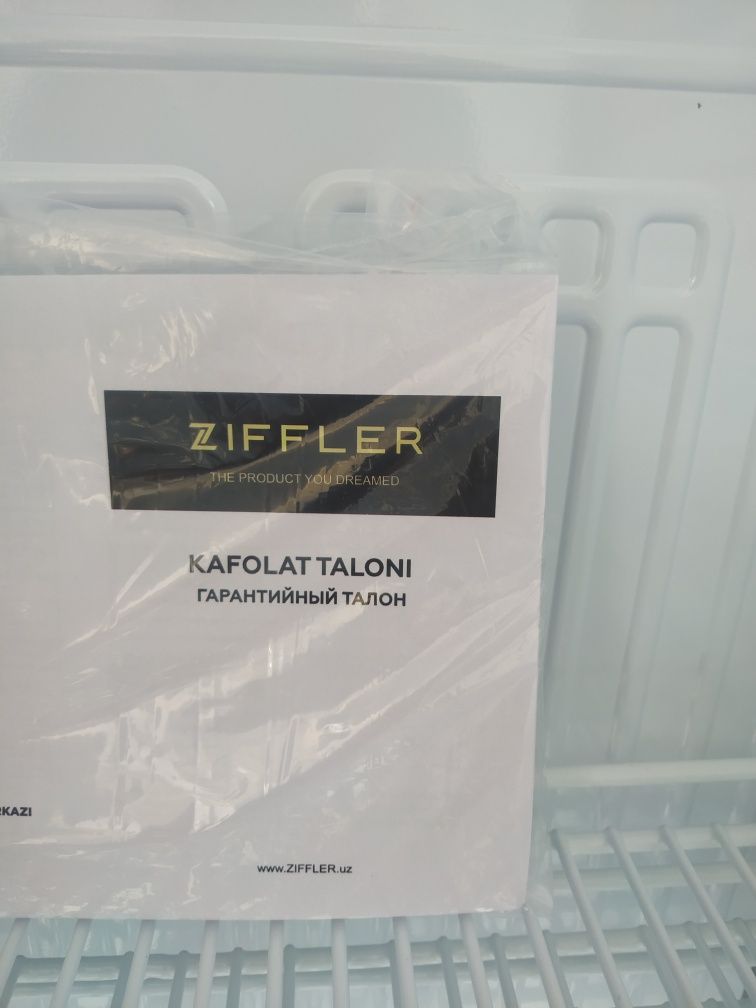 ZIFFLER
THE PRODUCT YOU DREAMED
KAFOLAT TALONI
ГАРАНТИЙНЫЙ ТАЛОН
RKAZI
www.ZIFFLER.uz